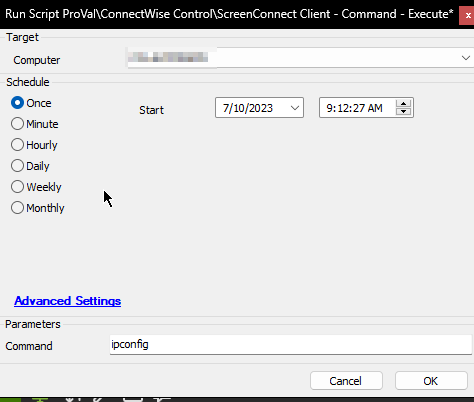 Run Script ProVal\ConnectWise Control\ScreenConnect Client - Command - Execute* x
Target
Computer
Schedule
Once
Start 7/10/2023 9:12:27 AM
Minute
Hourly
Daily
Weekly
Monthly
Advanced Settings
Parameters
Command ipconfig
Cancel OK